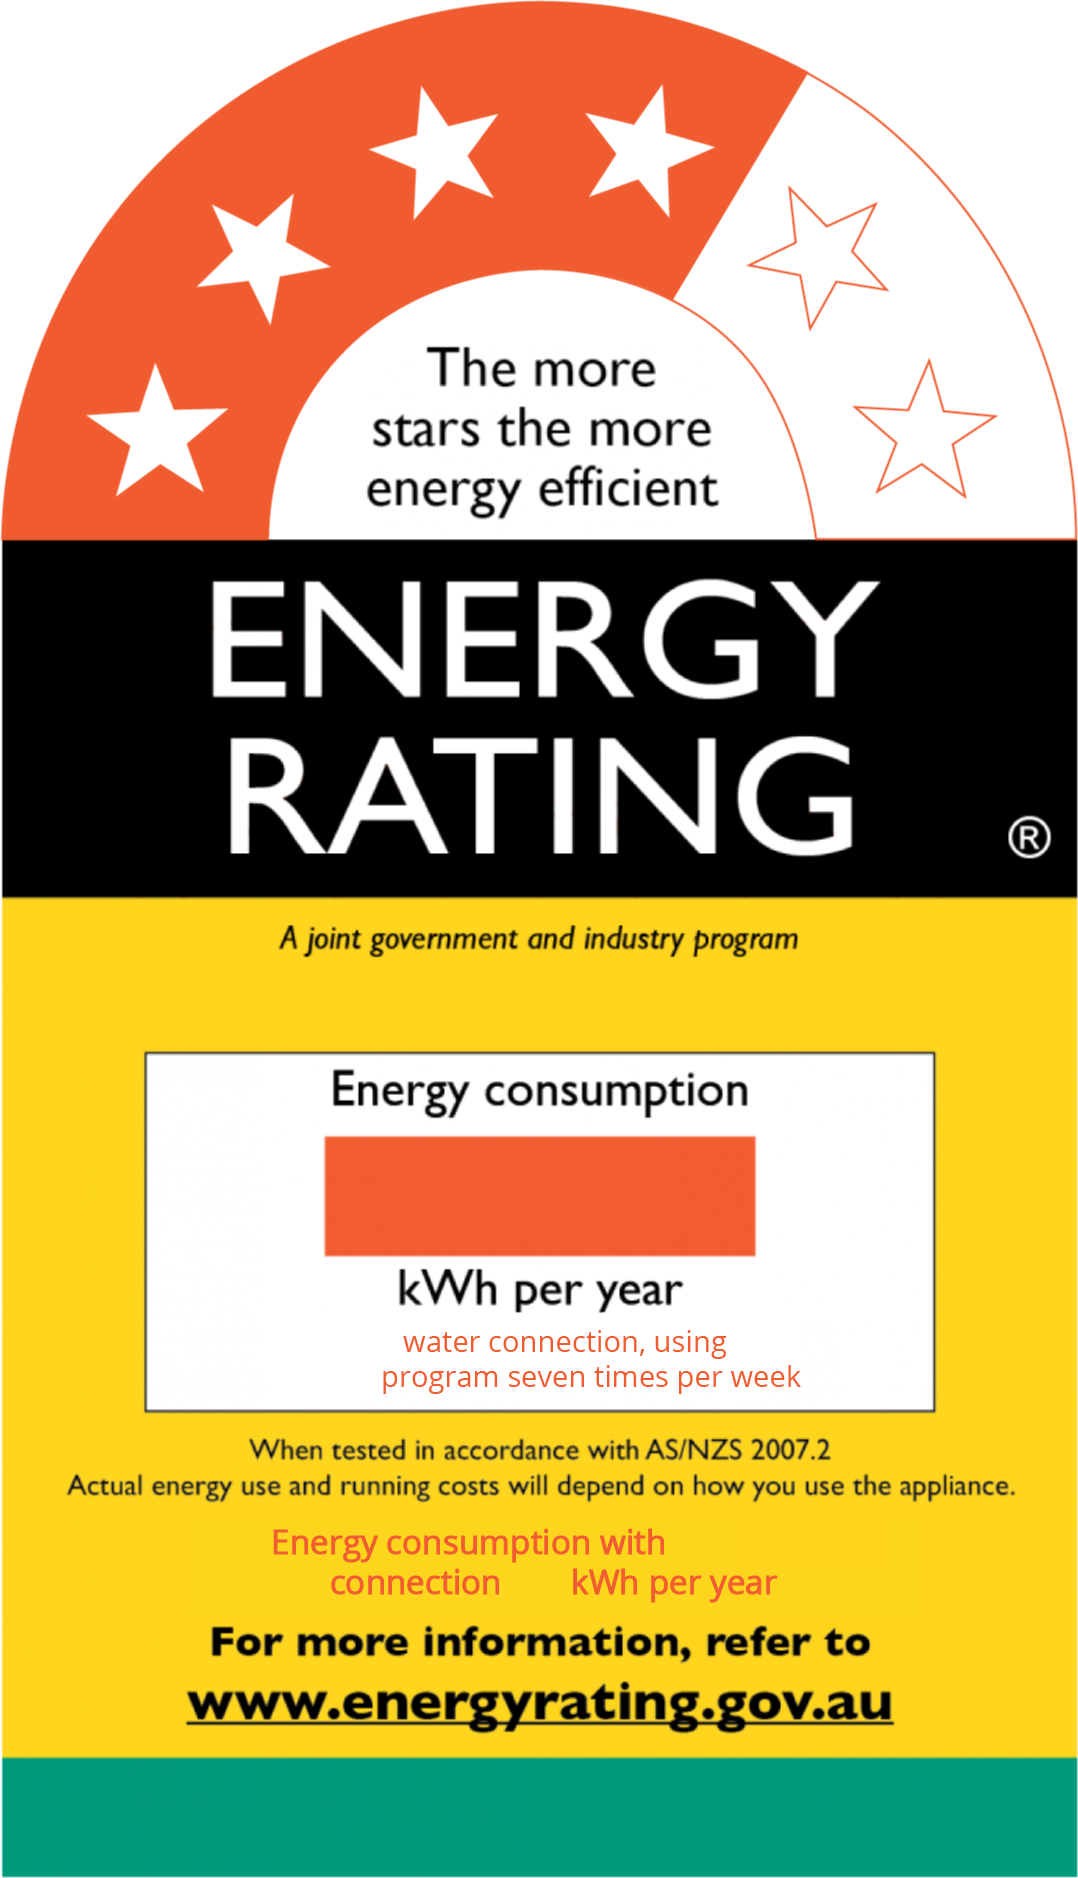 The more
stars the more
energy efficient
ENERGY
RATING
®
A joint government and industry program
Energy consumption
kWh per year
water connection, using
program seven times per week
When tested in accordance with AS/NZS 2007.2
Actual energy use and running costs will depend on how you use the appliance.
Energy consumption with
connection kWh per year
For more information, refer to
www.energyrating.gov.au